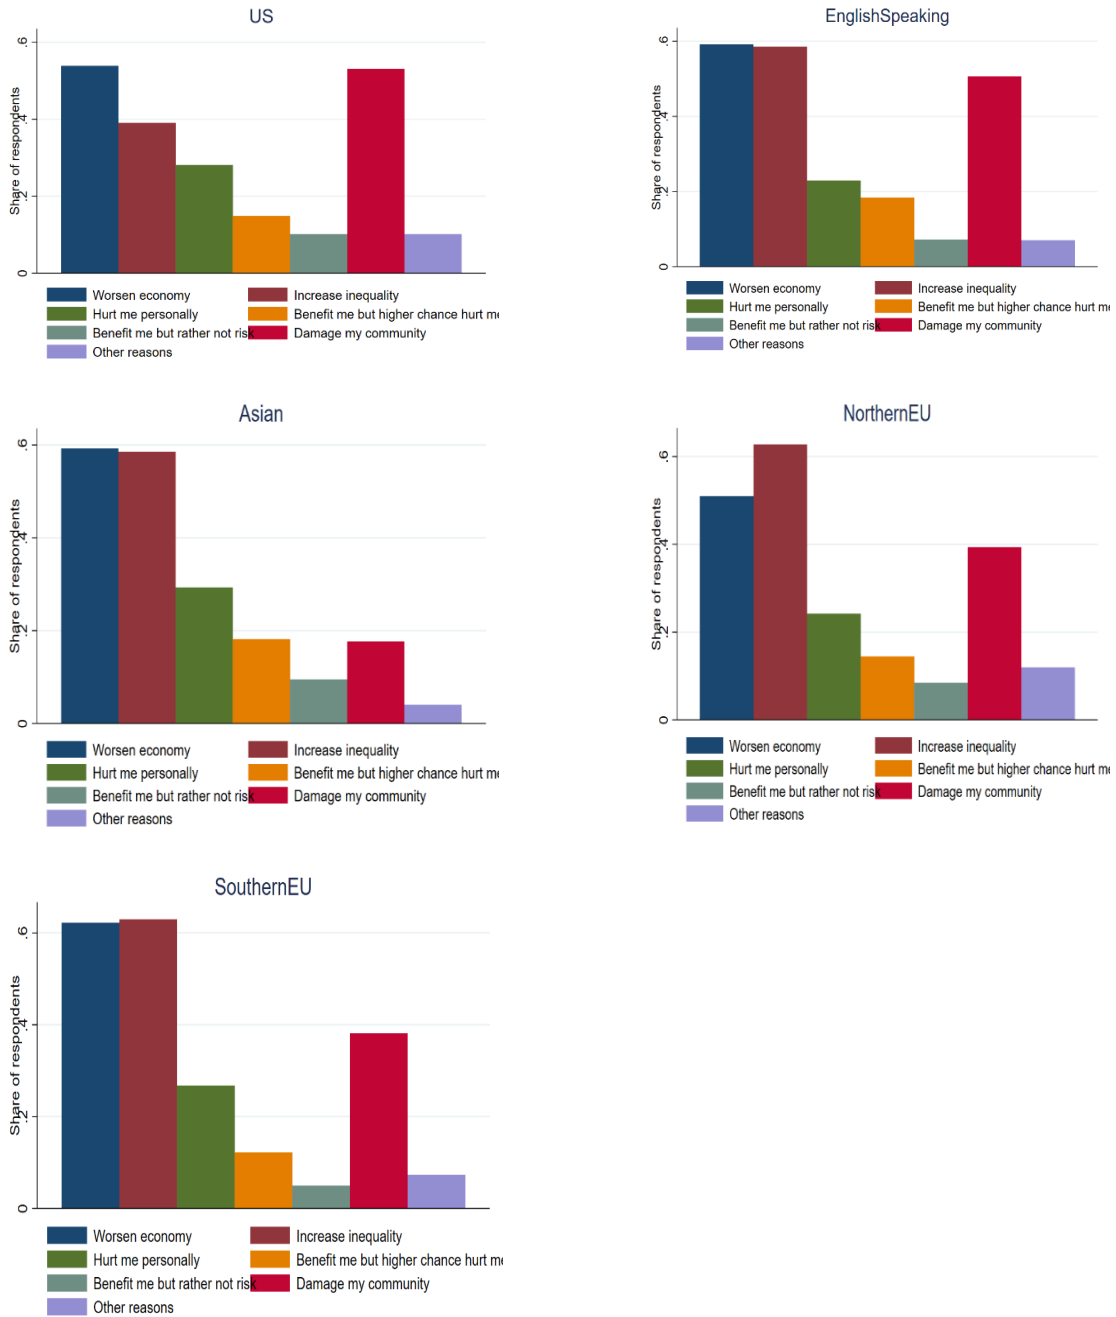 US
Share of respondents
.6
.4
.2
0
Worsen economy Increase inequality
Hurt me personally Benefit me but higher chance hurt me
Benefit me but rather not risk Damage my community
Other reasons
EnglishSpeaking
Share of respondents
.6
.4
.2
0
Worsen economy Increase inequality
Hurt me personally Benefit me but higher chance hurt me
Benefit me but rather not risk Damage my community
Other reasons
Asian
Share of respondents
.6
.4
.2
0
Worsen economy Increase inequality
Hurt me personally Benefit me but higher chance hurt me
Benefit me but rather not risk Damage my community
Other reasons
NorthernEU
Share of respondents
.6
.4
.2
0
Worsen economy Increase inequality
Hurt me personally Benefit me but higher chance hurt me
Benefit me but rather not risk Damage my community
Other reasons
SouthernEU
Share of respondents
.6
.4
.2
0
Worsen economy Increase inequality
Hurt me personally Benefit me but higher chance hurt me
Benefit me but rather not risk Damage my community
Other reasons